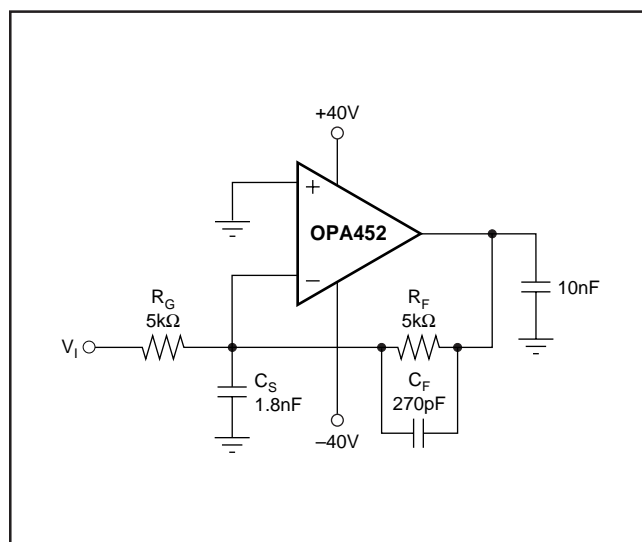 +40V
+
OPA452
−
10nF
R_G
5kΩ
R_F
5kΩ
V_I
C_S
1.8nF
C_F
270pF
–40V